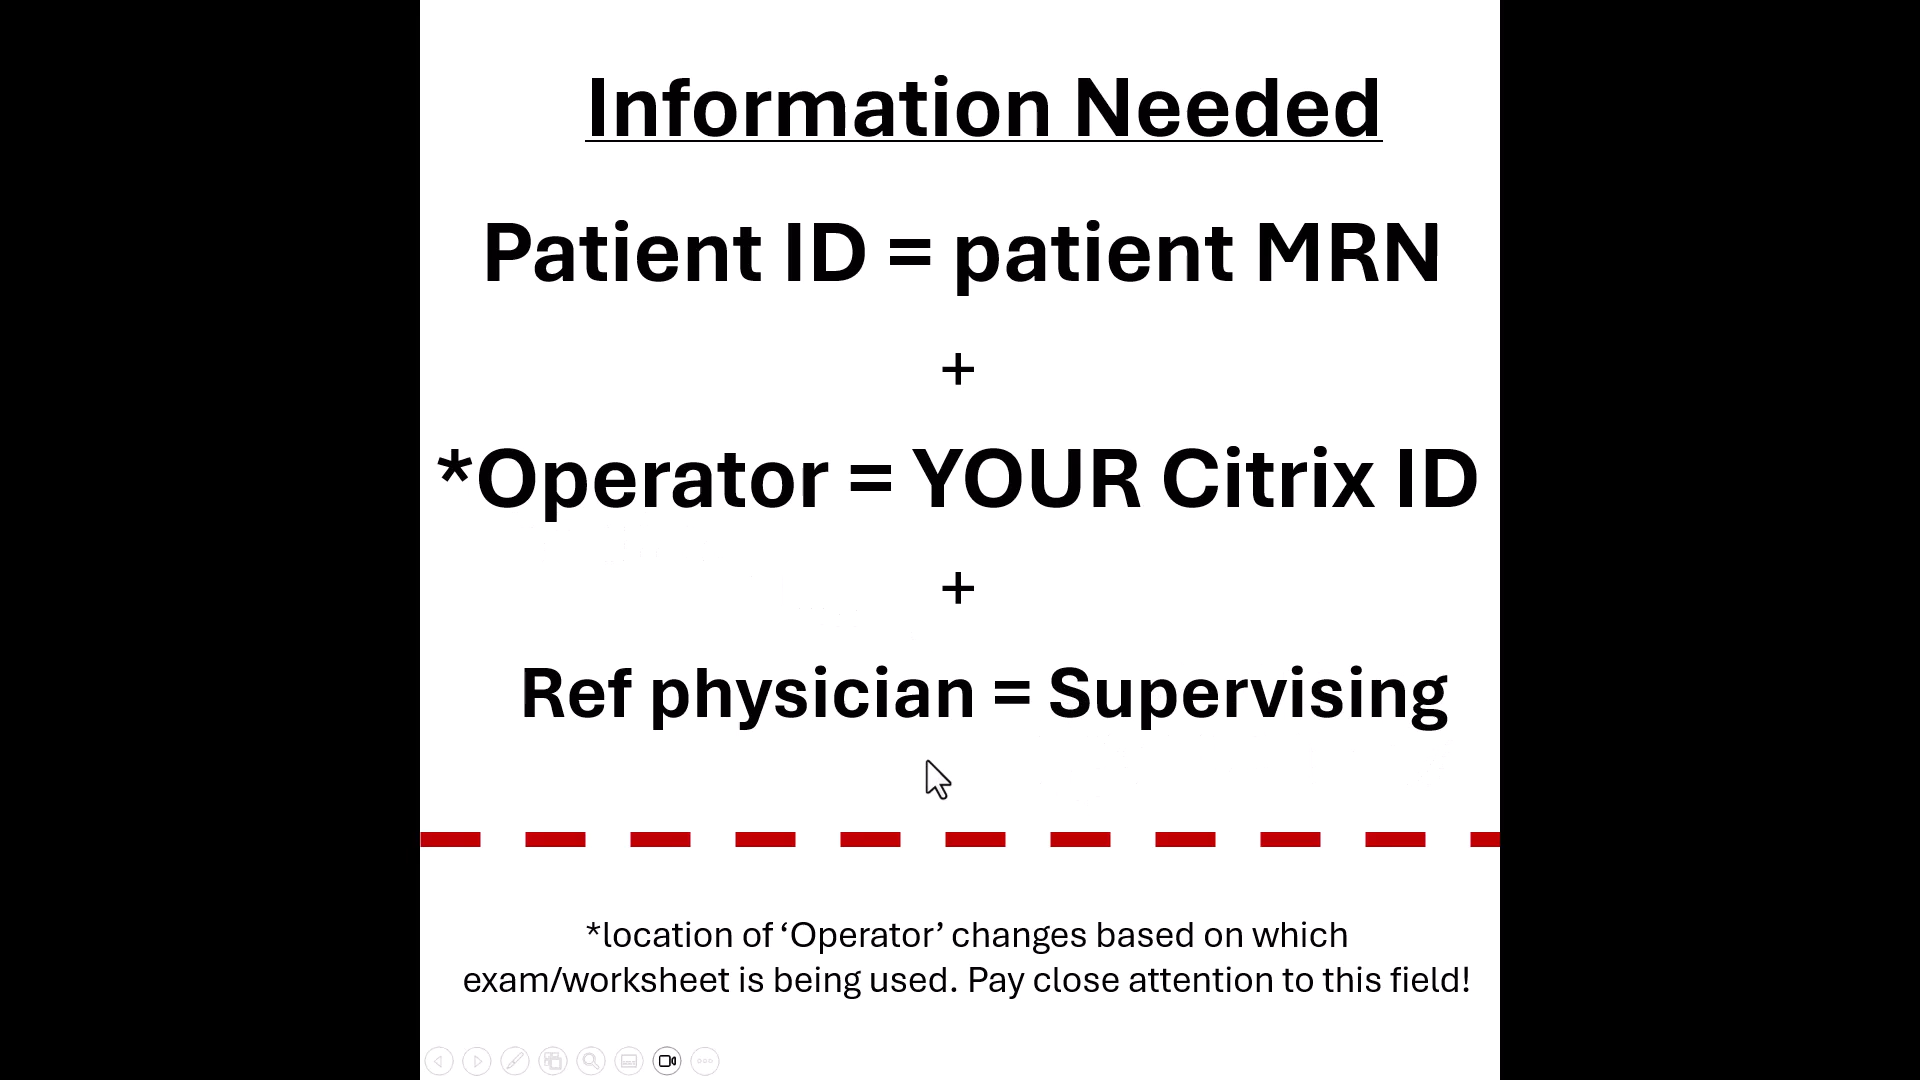 Information Needed
Patient ID = patient MRN
+
*Operator = YOUR Citrix ID
+
Ref physician = Supervising
*location of ‘Operator’ changes based on which
exam/worksheet is being used. Pay close attention to this field!